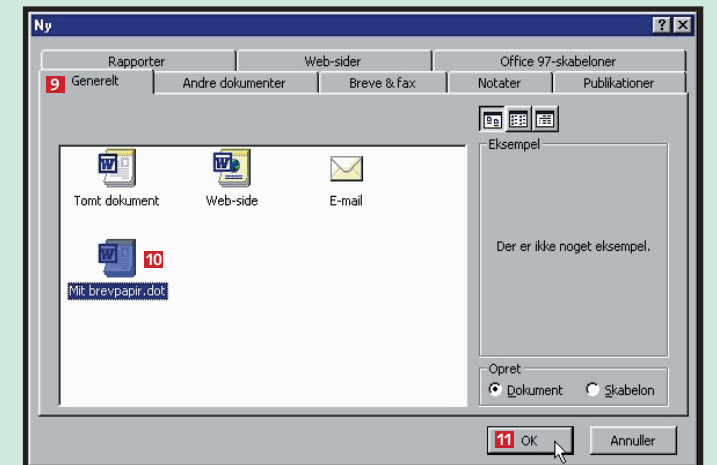 Ny
Rapporter Web-sider Office 97-skabeloner
9 Generelt Andre dokumenter Breve & fax Notater Publikationer
Eksempel
Tomt dokument Web-side E-mail
Der er ikke noget eksempel.
10
Mit brevpapir.dot
Opret
Dokument Skabelon
11 OK Annuller